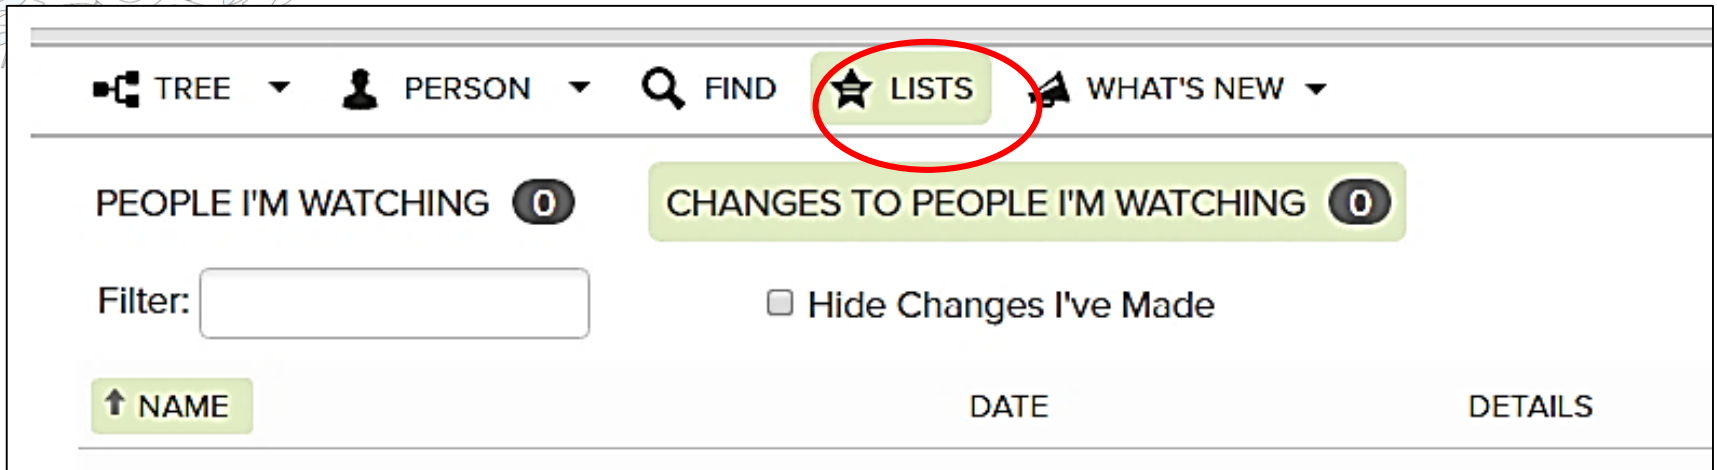 TREE PERSON FIND LISTS WHAT'S NEW
PEOPLE I'M WATCHING 0 CHANGES TO PEOPLE I'M WATCHING 0
Filter: Hide Changes I've Made
NAME DATE DETAILS